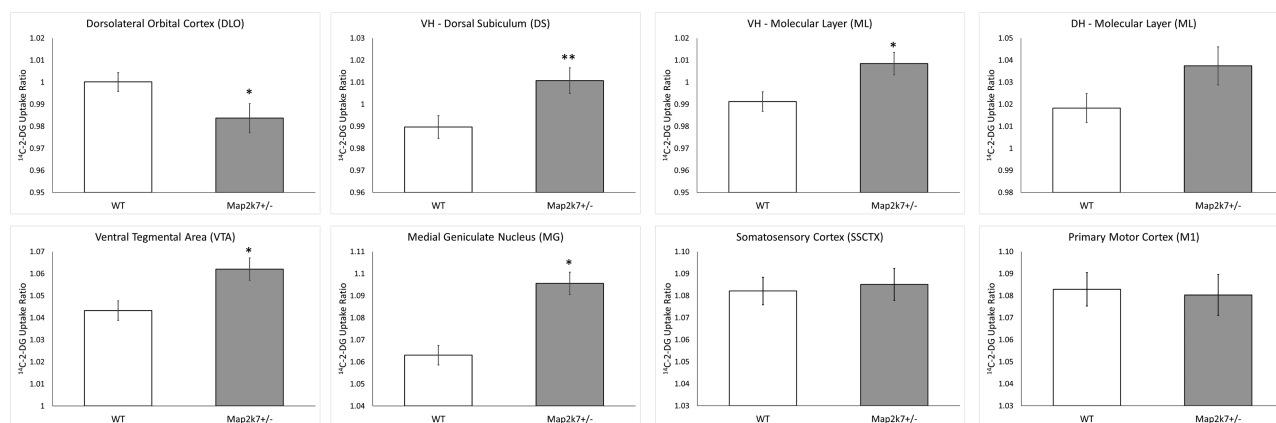 Dorsolateral Orbital Cortex (DLO)
¹⁴C-2-DG Uptake Ratio
1.02
1.01
1
0.99
0.98
0.97
0.96
0.95
*
WT
Map2k7+/-
VH - Dorsal Subiculum (DS)
¹⁴C-2-DG Uptake Ratio
1.03
1.02
1.01
1
0.99
0.98
0.97
0.96
**
WT
Map2k7+/-
VH - Molecular Layer (ML)
¹⁴C-2-DG Uptake Ratio
1.02
1.01
1
0.99
0.98
0.97
0.96
0.95
*
WT
Map2k7+/-
DH - Molecular Layer (ML)
¹⁴C-2-DG Uptake Ratio
1.05
1.04
1.03
1.02
1.01
1
0.99
0.98
WT
Map2k7+/-
Ventral Tegmental Area (VTA)
¹⁴C-2-DG Uptake Ratio
1.07
1.06
1.05
1.04
1.03
1.02
1.01
1
*
WT
Map2k7+/-
Medial Geniculate Nucleus (MG)
¹⁴C-2-DG Uptake Ratio
1.11
1.1
1.09
1.08
1.07
1.06
1.05
1.04
*
WT
Map2k7+/-
Somatosensory Cortex (SSCTX)
¹⁴C-2-DG Uptake Ratio
1.10
1.09
1.08
1.07
1.06
1.05
1.04
1.03
WT
Map2k7+/-
Primary Motor Cortex (M1)
¹⁴C-2-DG Uptake Ratio
1.10
1.09
1.08
1.07
1.06
1.05
1.04
1.03
WT
Map2k7+/-